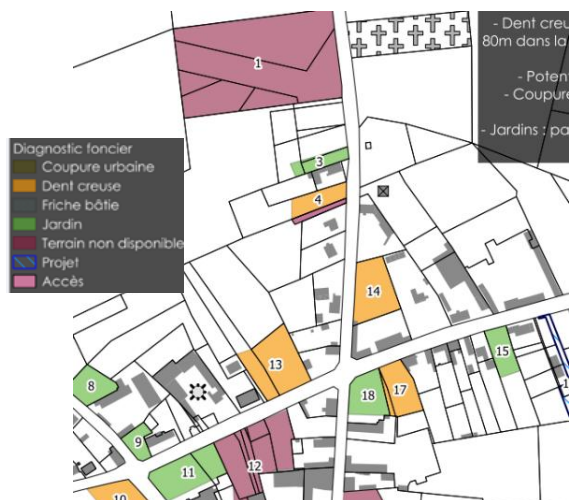 - Dent creu
80m dans la
- Potent
- Coupure
- Jardins : pa
1
3
4
Diagnostic foncier
Coupure urbaine
Dent creuse
Friche bâtie
Jardin
Terrain non disponible
Projet
Accès
14
13
15
8
18
17
9
11
12
10